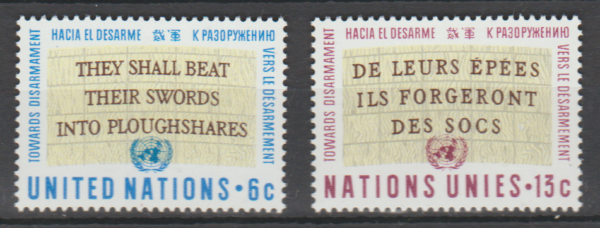 HACIA EL DESARME 裁軍 К РАЗОРУЖЕНИЮ
TOWARDS DISARMAMENT
VERS LE DÉSARMEMENT
THEY SHALL BEAT
THEIR SWORDS
INTO PLOUGHSHARES
UNITED NATIONS • 6c
HACIA EL DESARME 裁軍 К РАЗОРУЖЕНИЮ
TOWARDS DISARMAMENT
VERS LE DÉSARMEMENT
DE LEURS ÉPÉES
ILS FORGERONT
DES SOCS
NATIONS UNIES • 13c